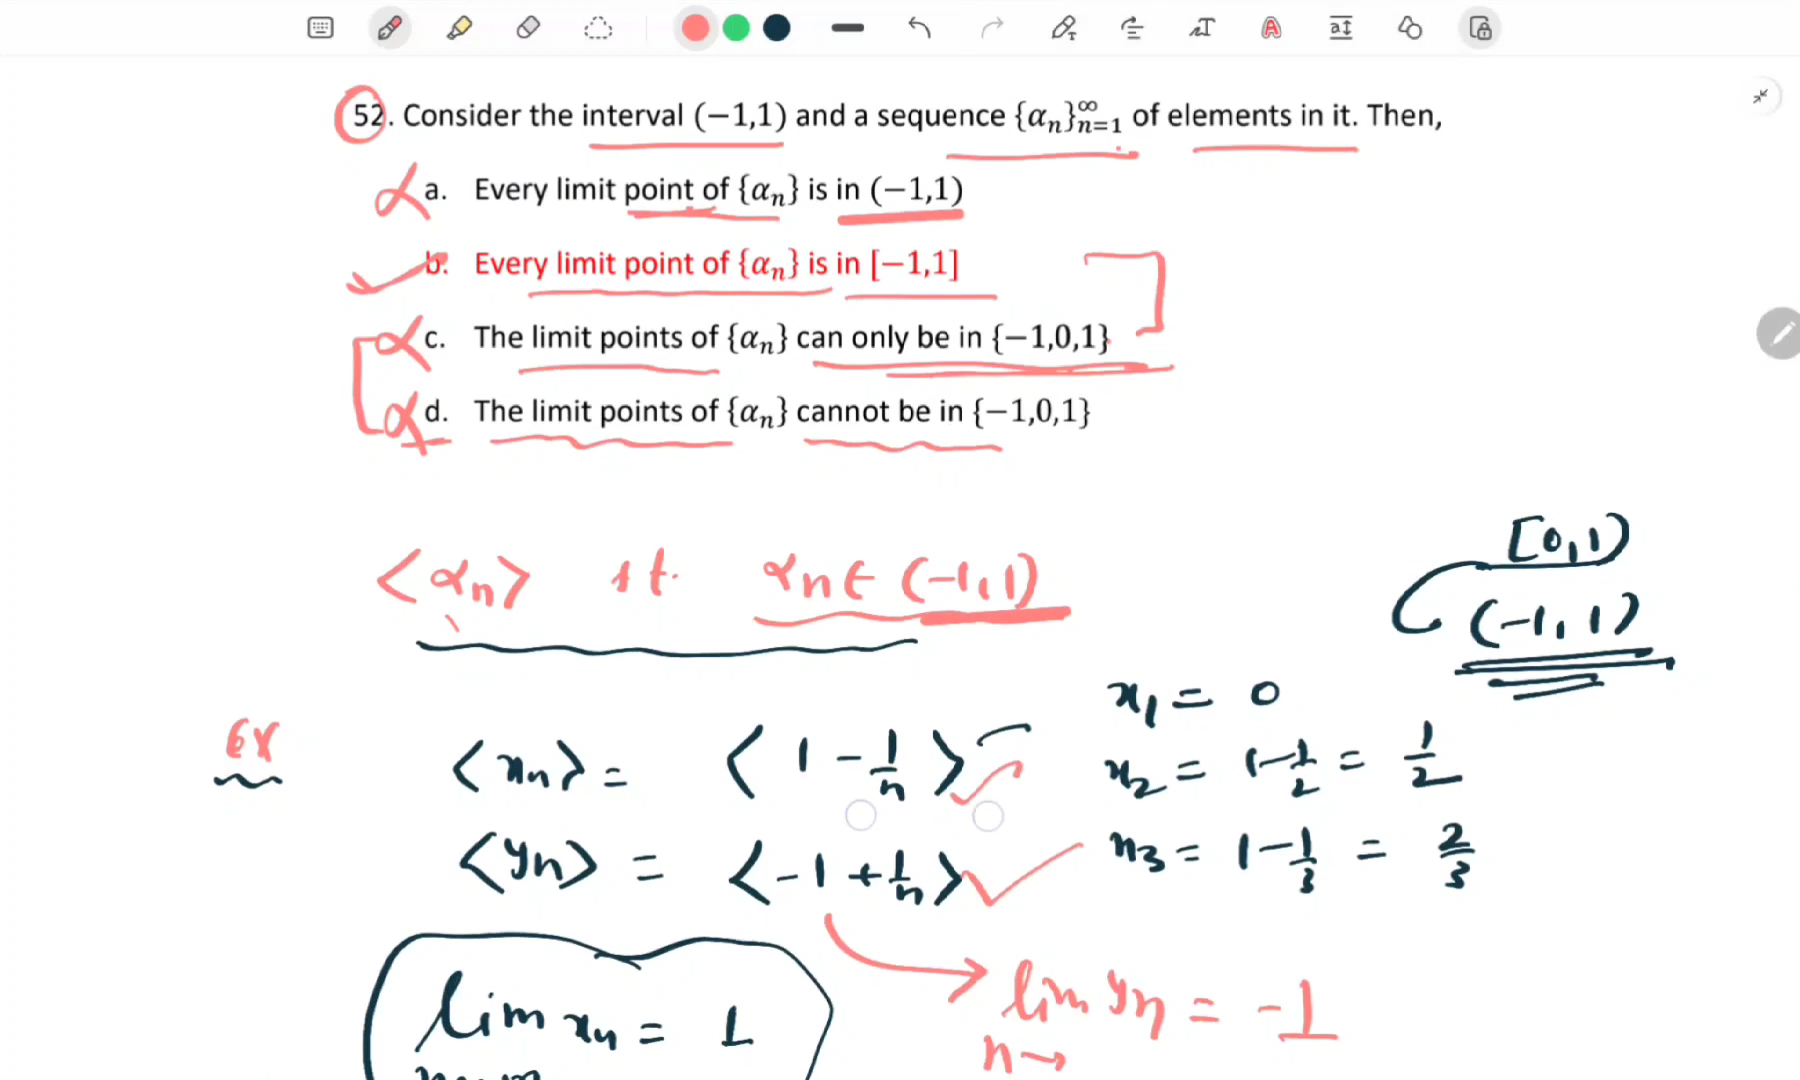 52. Consider the interval (−1,1) and a sequence {αₙ}∞ₙ₌₁ of elements in it. Then,
a. Every limit point of {αₙ} is in (−1,1)
b. Every limit point of {αₙ} is in [−1,1]
c. The limit points of {αₙ} can only be in {−1,0,1}
d. The limit points of {αₙ} cannot be in {−1,0,1}
[0,1)
<αₙ> st. αₙ ∈ (-1,1)
(-1,1)
x₁ = 0
Ex
<xₙ> = <1 - 1/n>
x₂ = 1 - 1/2 = 1/2
<yₙ> = <-1 + 1/n>
x₃ = 1 - 1/3 = 2/3
lim xₙ = 1
lim yₙ = -1
n→